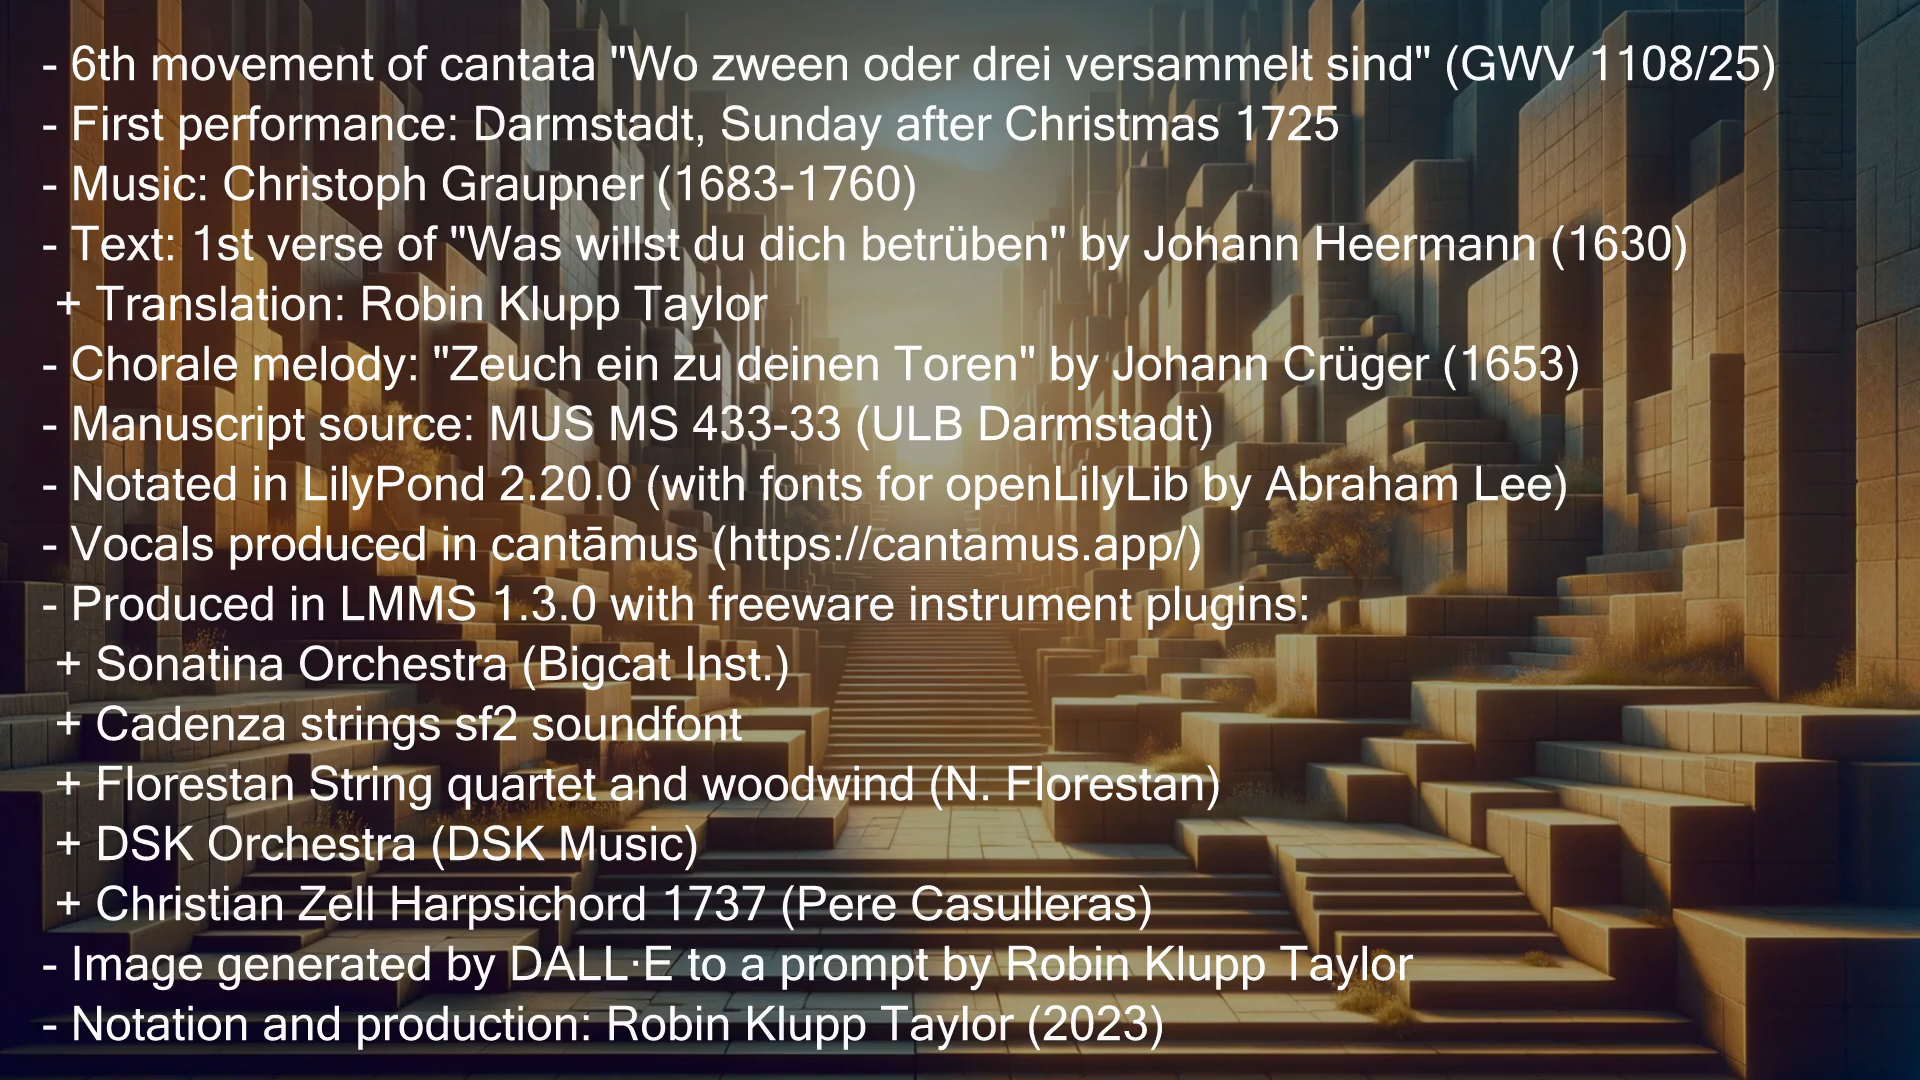 - 6th movement of cantata "Wo zween oder drei versammelt sind" (GWV 1108/25)
- First performance: Darmstadt, Sunday after Christmas 1725
- Music: Christoph Graupner (1683-1760)
- Text: 1st verse of "Was willst du dich betrüben" by Johann Heermann (1630)
+ Translation: Robin Klupp Taylor
- Chorale melody: "Zeuch ein zu deinen Toren" by Johann Crüger (1653)
- Manuscript source: MUS MS 433-33 (ULB Darmstadt)
- Notated in LilyPond 2.20.0 (with fonts for openLilyLib by Abraham Lee)
- Vocals produced in cantāmus (https://cantamus.app/)
- Produced in LMMS 1.3.0 with freeware instrument plugins:
+ Sonatina Orchestra (Bigcat Inst.)
+ Cadenza strings sf2 soundfont
+ Florestan String quartet and woodwind (N. Florestan)
+ DSK Orchestra (DSK Music)
+ Christian Zell Harpsichord 1737 (Pere Casulleras)
- Image generated by DALL·E to a prompt by Robin Klupp Taylor
- Notation and production: Robin Klupp Taylor (2023)